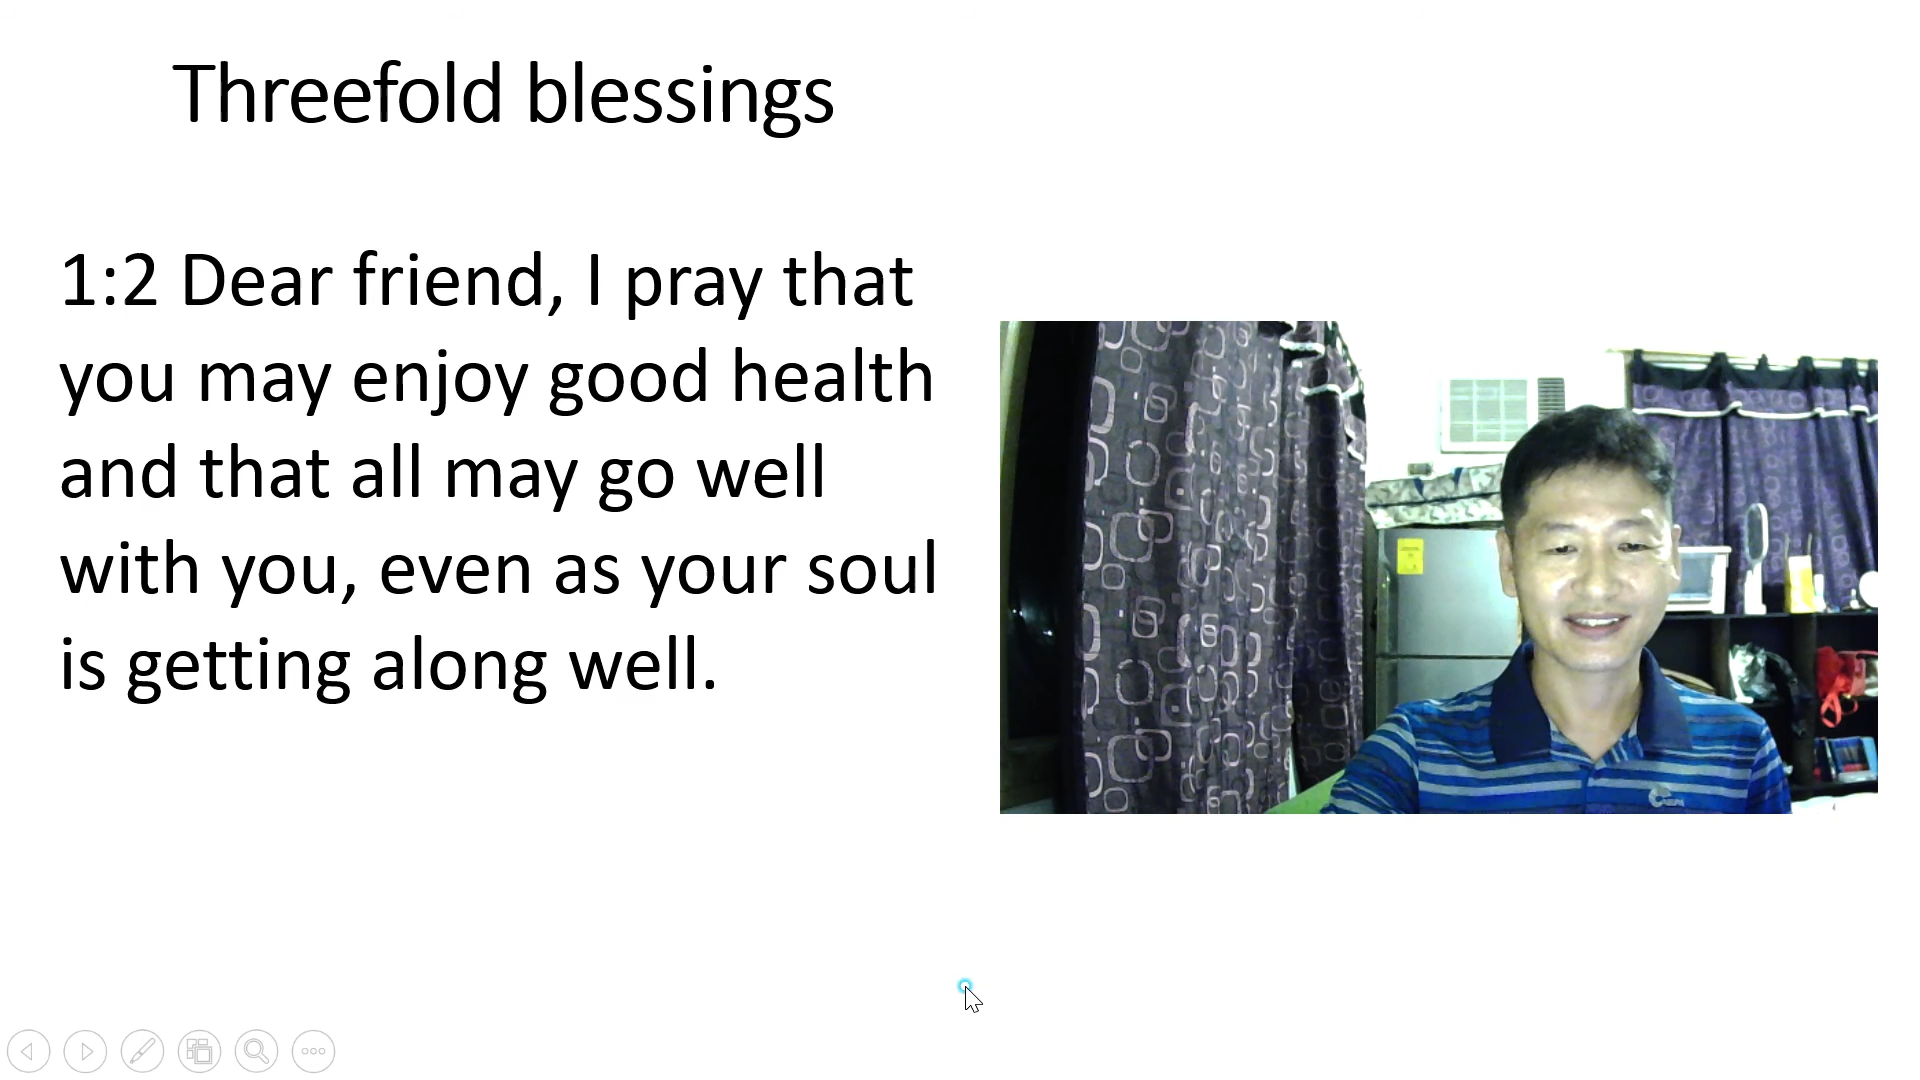 Threefold blessings
1:2 Dear friend, I pray that
you may enjoy good health
and that all may go well
with you, even as your soul
is getting along well.